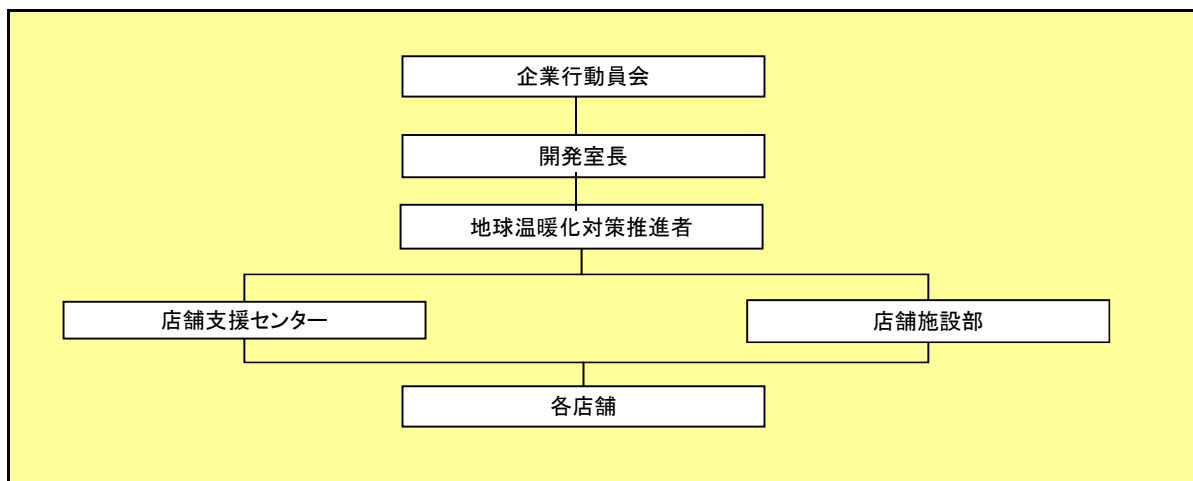 企業行動員会
開発室長
地球温暖化対策推進者
店舗支援センター
店舗施設部
各店舗